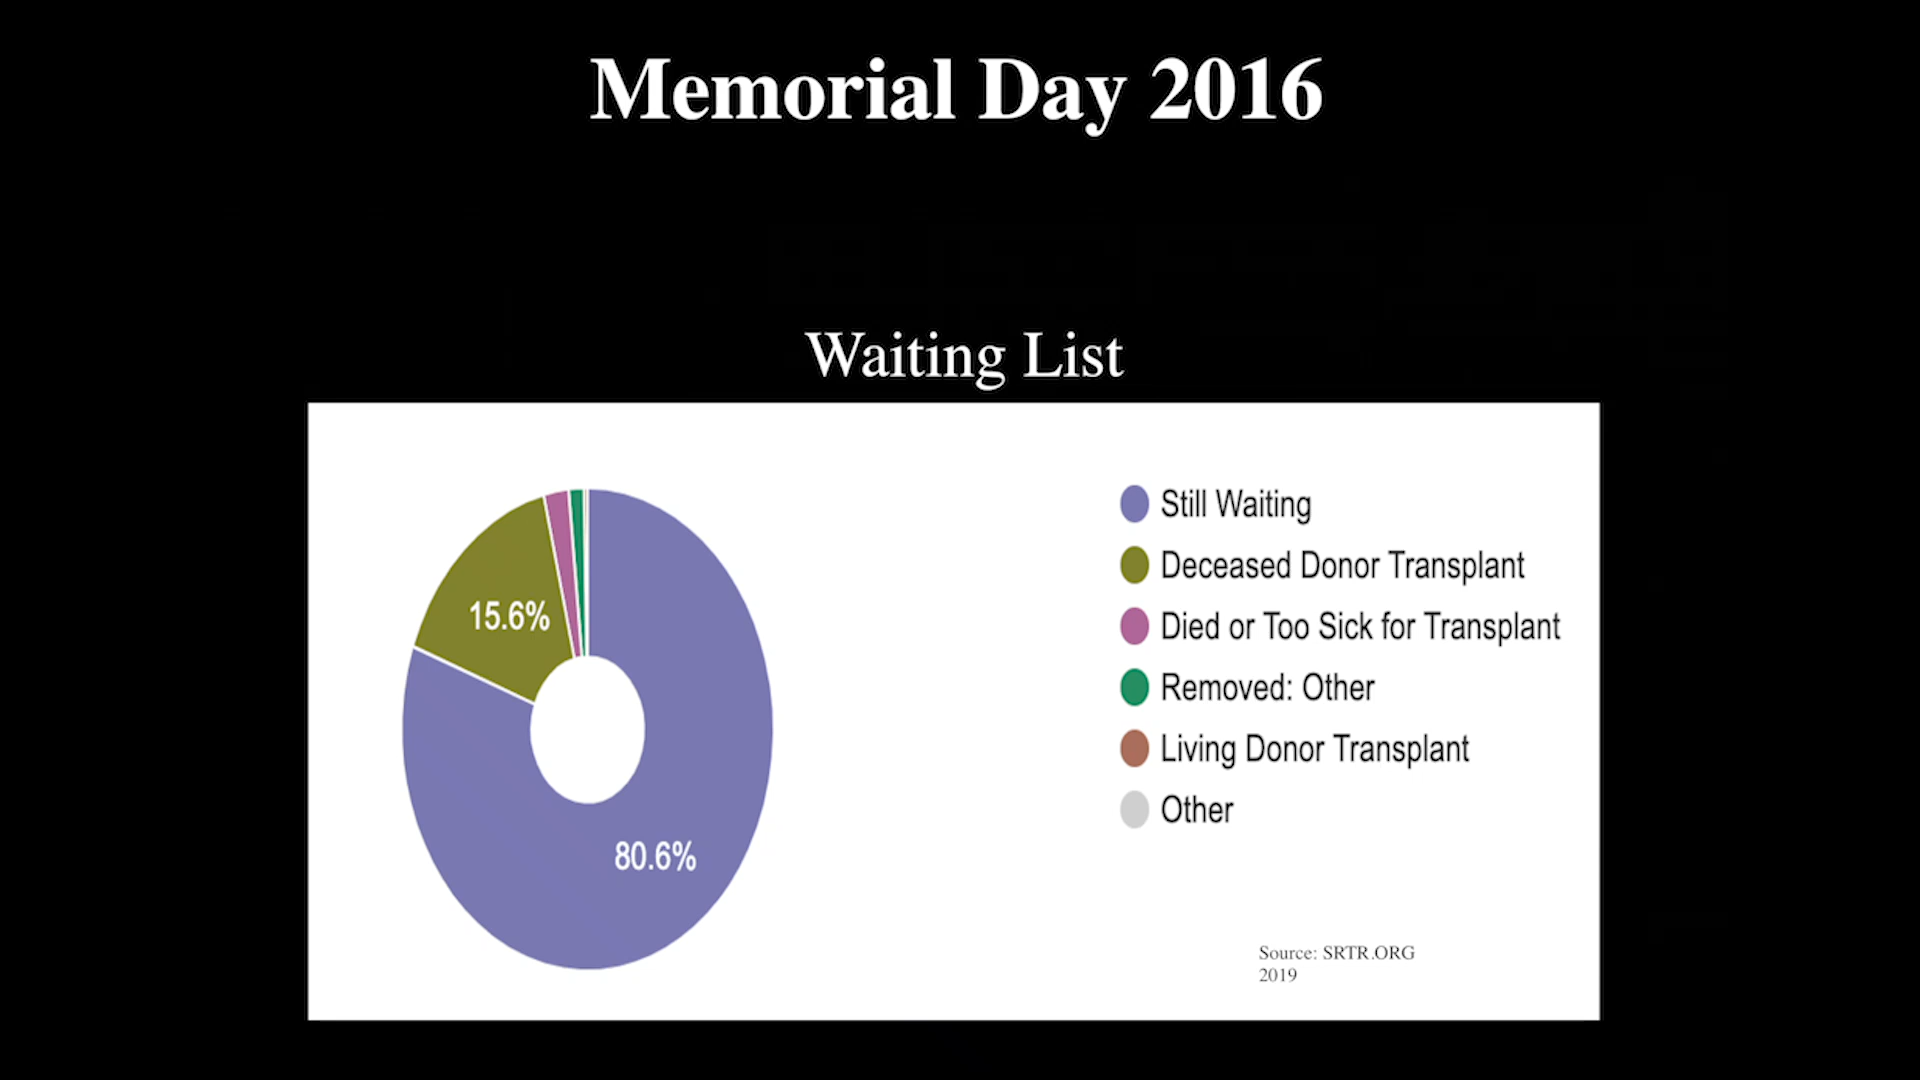 Memorial Day 2016
Waiting List
Still Waiting
Deceased Donor Transplant
Died or Too Sick for Transplant
Removed: Other
Living Donor Transplant
Other
15.6%
80.6%
Source: SRTR.ORG
2019